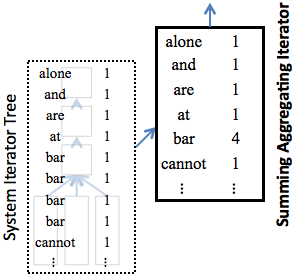 System Iterator Tree
alone 1
and 1
are 1
at 1
bar 1
bar 1
bar 1
bar 1
cannot 1
⋮ ⋮
alone 1
and 1
are 1
at 1
bar 4
cannot 1
⋮ ⋮
Summing Aggregating Iterator